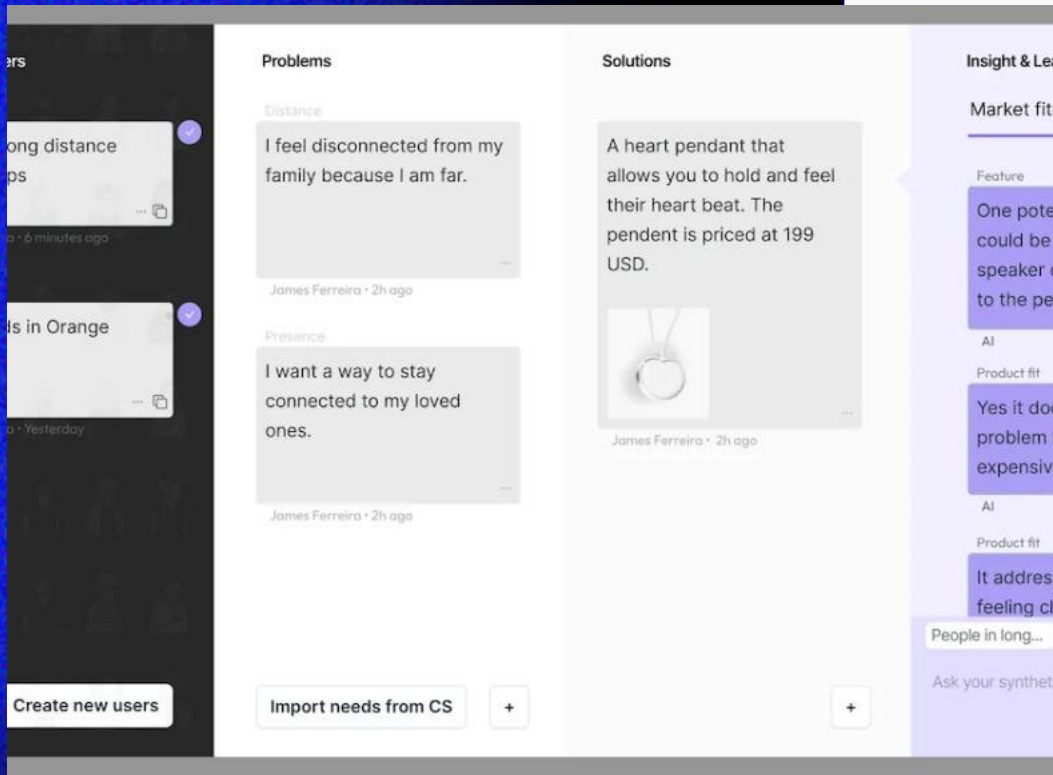 ers
ong distance
ps
a • 6 minutes ago
ds in Orange
a • Yesterday
Create new users
Problems
Distance
I feel disconnected from my
family because I am far.
James Ferreira • 2h ago
Presence
I want a way to stay
connected to my loved
ones.
James Ferreira • 2h ago
Import needs from CS
+
Solutions
A heart pendant that
allows you to hold and feel
their heart beat. The
pendent is priced at 199
USD.
James Ferreira • 2h ago
+
Insight & Lea
Market fit
Feature
One pote
could be
speaker
to the pe
AI
Product fit
Yes it doe
problem
expensiv
AI
Product fit
It addres
feeling cl
People in long...
Ask your synthet